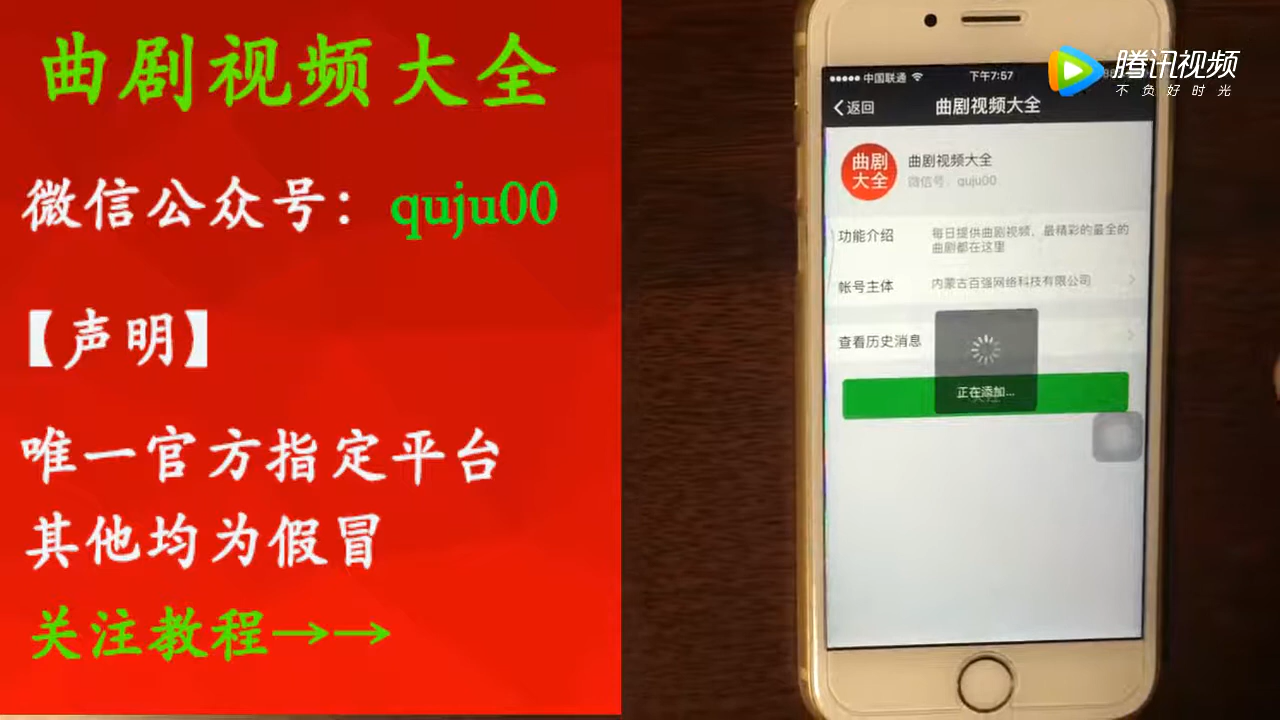 曲剧视频大全
微信公众号：quju00
【声明】
唯一官方指定平台
其他均为假冒
关注教程→→
腾讯视频
不负好时光
中国联通
下午7:57
返回
曲剧视频大全
曲剧
大全
曲剧视频大全
微信号：quju00
功能介绍
每日提供曲剧视频，最精彩的最全的
曲剧都在这里
帐号主体
内蒙古百强网络科技有限公司
查看历史消息
正在添加...